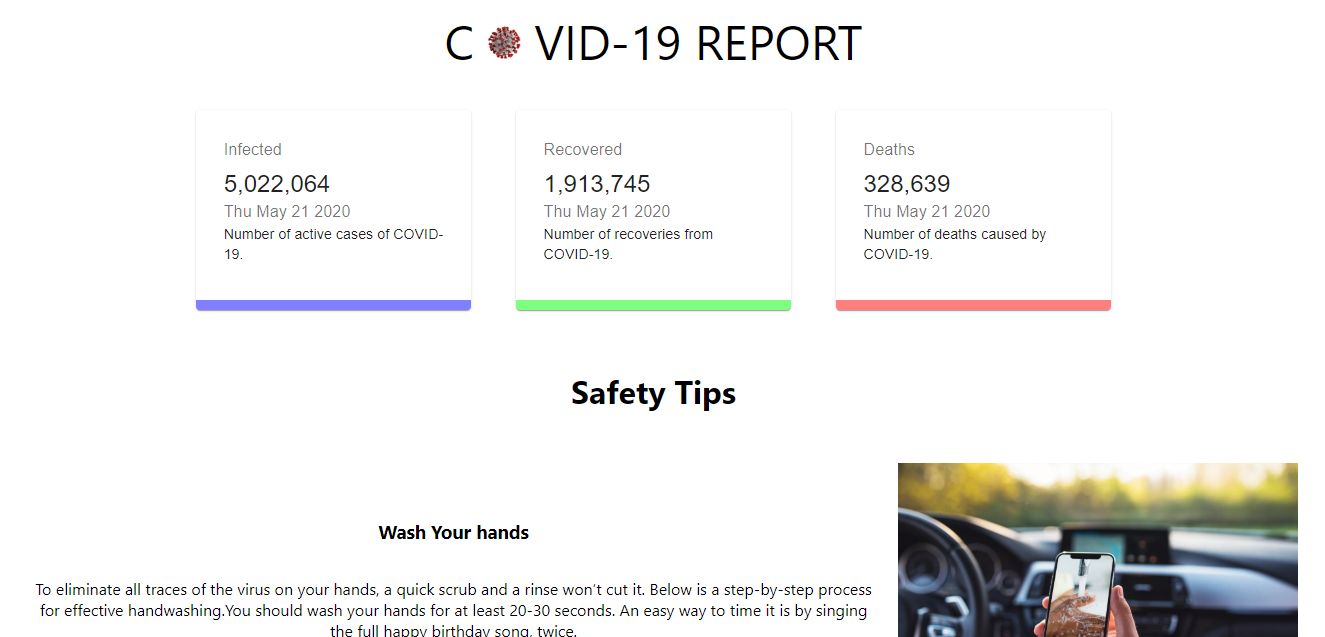 C VID-19 REPORT
Infected
5,022,064
Thu May 21 2020
Number of active cases of COVID-
19.
Recovered
1,913,745
Thu May 21 2020
Number of recoveries from
COVID-19.
Deaths
328,639
Thu May 21 2020
Number of deaths caused by
COVID-19.
Safety Tips
Wash Your hands
To eliminate all traces of the virus on your hands, a quick scrub and a rinse won’t cut it. Below is a step-by-step process
for effective handwashing.You should wash your hands for at least 20-30 seconds. An easy way to time it is by singing
the full happy birthday song, twice.